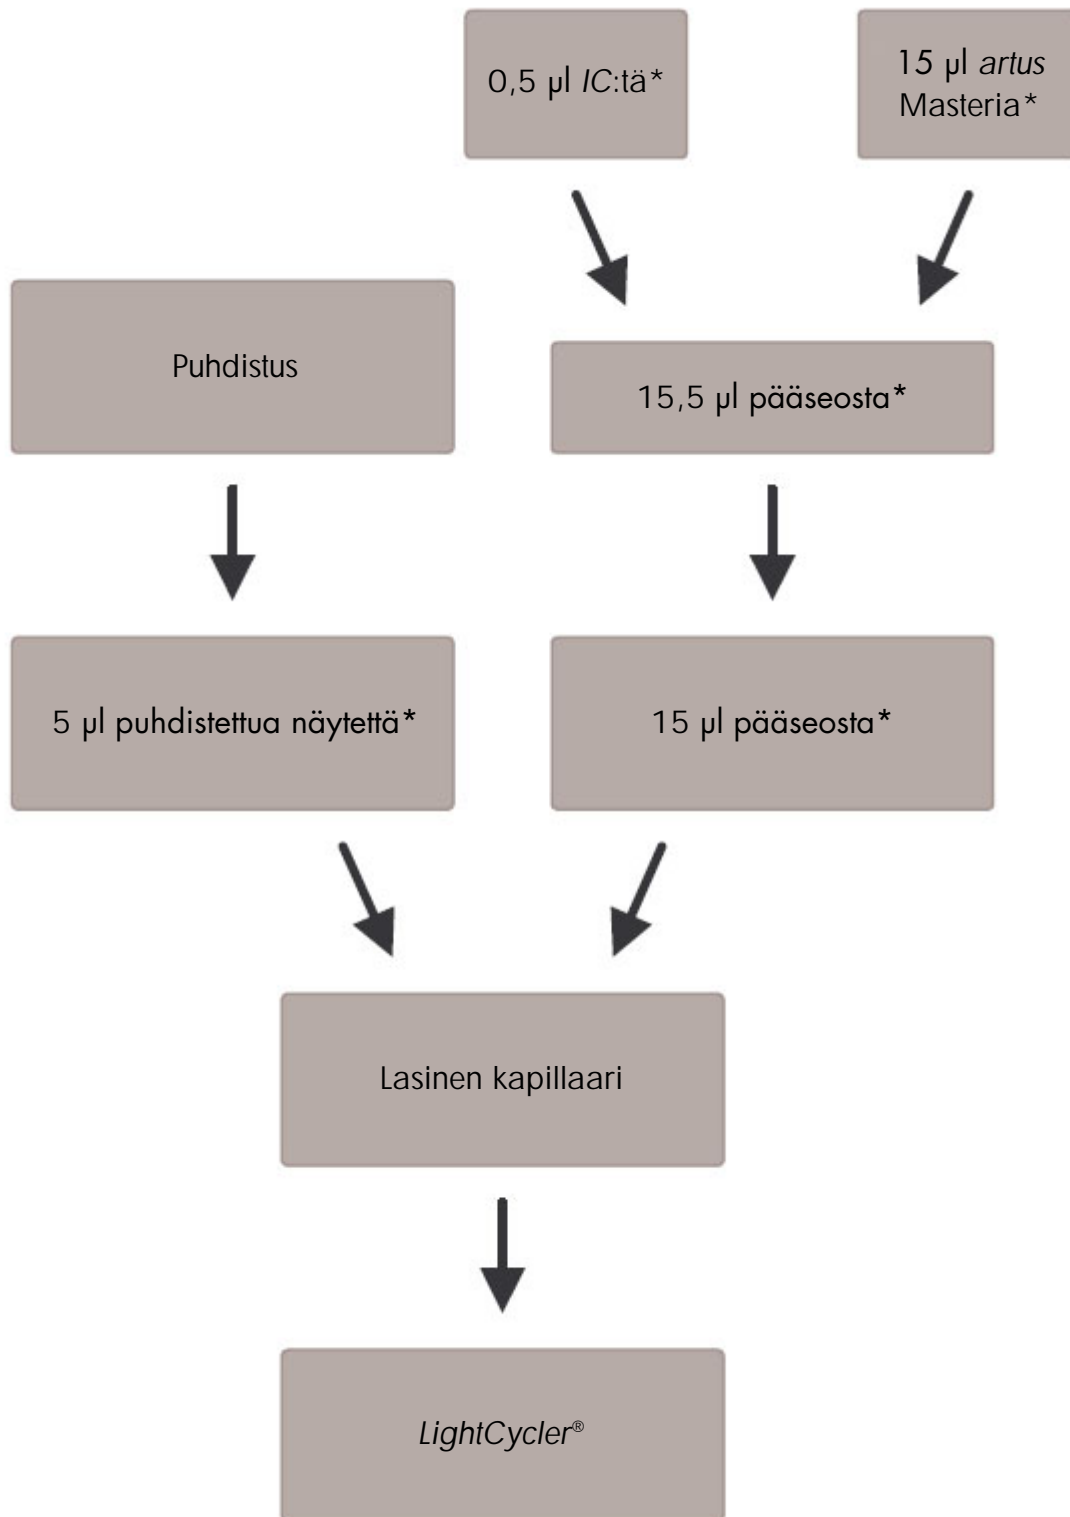 0,5 µl IC:tä*
15 µl artus
Masteria*
Puhdistus
15,5 µl pääseosta*
5 µl puhdistettua näytettä*
15 µl pääseosta*
Lasinen kapillaari
LightCycler®